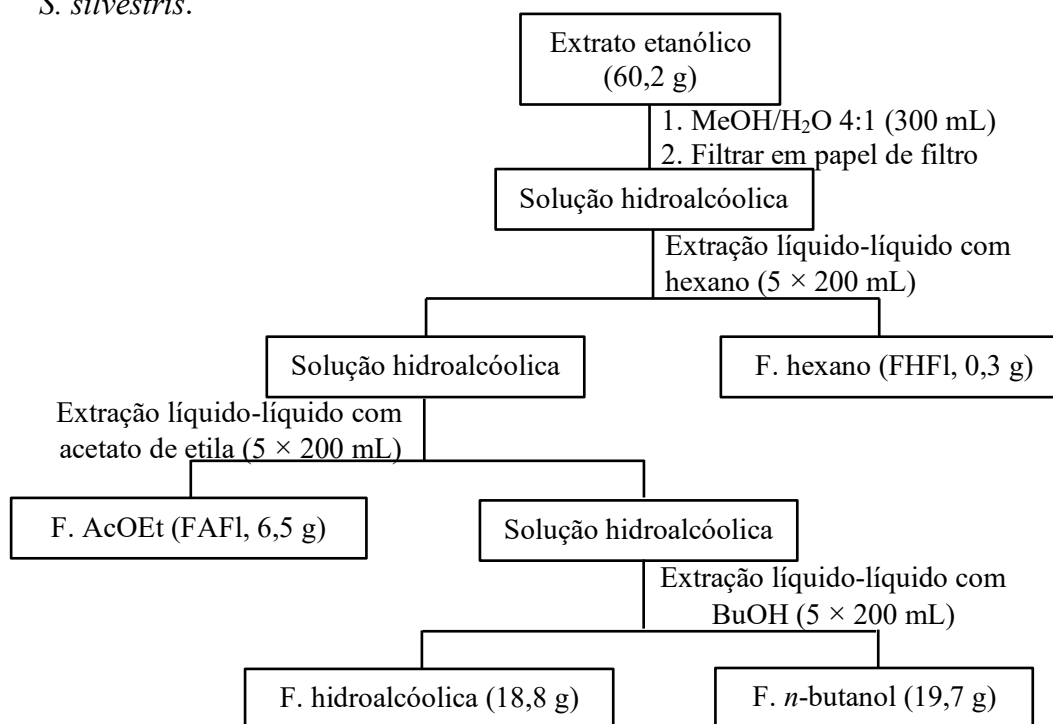 S. silvestris.
Extrato etanólico
(60,2 g)
1. MeOH/H₂O 4:1 (300 mL)
2. Filtrar em papel de filtro
Solução hidroalcóolica
Extração líquido-líquido com
hexano (5 × 200 mL)
Solução hidroalcóolica
F. hexano (FHFl, 0,3 g)
Extração líquido-líquido com
acetato de etila (5 × 200 mL)
F. AcOEt (FAFl, 6,5 g)
Solução hidroalcóolica
Extração líquido-líquido com
BuOH (5 × 200 mL)
F. hidroalcóolica (18,8 g)
F. n-butanol (19,7 g)